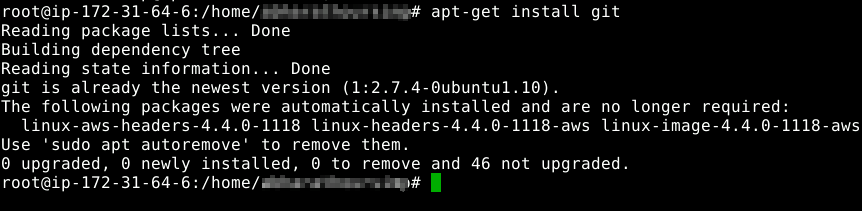 root@ip-172-31-64-6:/home/ # apt-get install git
Reading package lists... Done
Building dependency tree
Reading state information... Done
git is already the newest version (1:2.7.4-0ubuntu1.10).
The following packages were automatically installed and are no longer required:
  linux-aws-headers-4.4.0-1118 linux-headers-4.4.0-1118-aws linux-image-4.4.0-1118-aws
Use 'sudo apt autoremove' to remove them.
0 upgraded, 0 newly installed, 0 to remove and 46 not upgraded.
root@ip-172-31-64-6:/home/ #